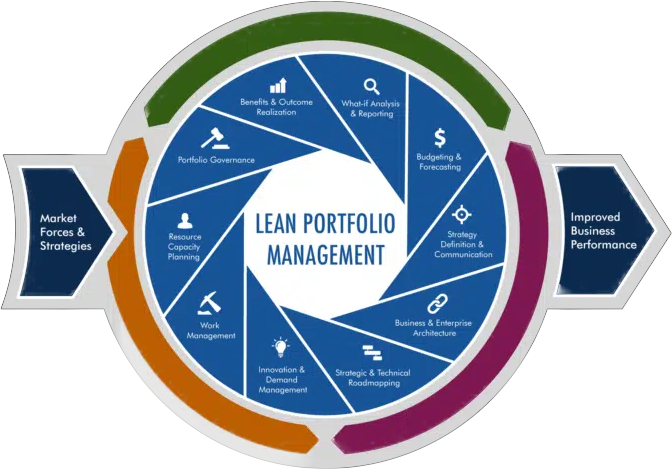 Benefits & Outcome
Realization
What-if Analysis
& Reporting
Portfolio Governance
Budgeting &
Forecasting
Market
Forces &
Strategies
Resource
Capacity
Planning
LEAN PORTFOLIO
MANAGEMENT
Strategy
Definition &
Communication
Improved
Business
Performance
Work
Management
Business & Enterprise
Architecture
Innovation &
Demand
Management
Strategic & Technical
Roadmapping